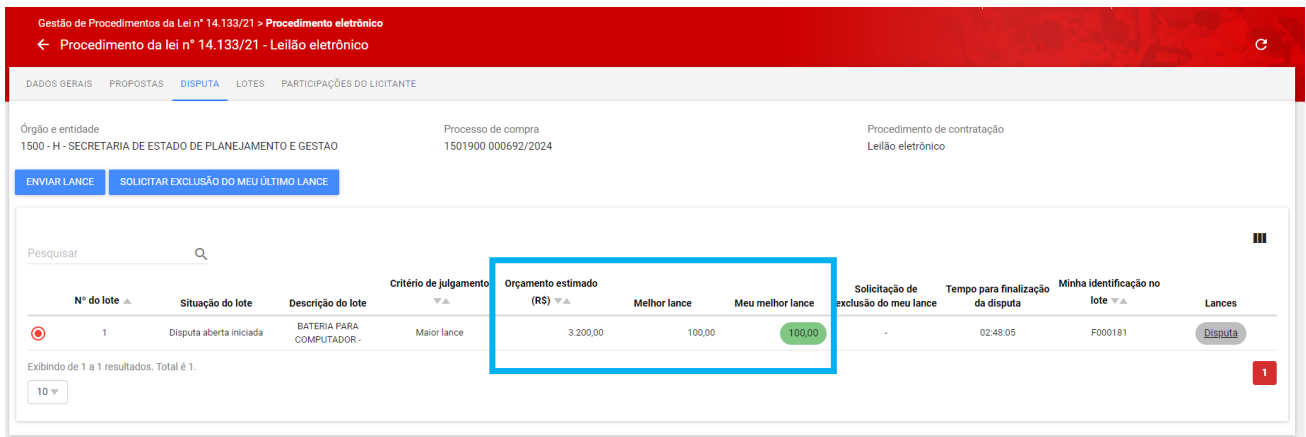 Gestão de Procedimentos da Lei n° 14.133/21 > Procedimento eletrônico
Procedimento da lei n° 14.133/21 - Leilão eletrônico
DADOS GERAIS PROPOSTAS DISPUTA LOTES PARTICIPAÇÕES DO LICITANTE
Órgão e entidade Processo de compra Procedimento de contratação
1500 - H - SECRETARIA DE ESTADO DE PLANEJAMENTO E GESTAO 1501900 000692/2024 Leilão eletrônico
ENVIAR LANCE SOLICITAR EXCLUSÃO DO MEU ÚLTIMO LANCE
Pesquisar
Nº do lote Situação do lote Descrição do lote Critério de julgamento Orçamento estimado (R$) Melhor lance Meu melhor lance Solicitação de exclusão do meu lance Tempo para finalização da disputa Minha identificação no lote Lances
1 Disputa aberta iniciada BATERIA PARA COMPUTADOR - Maior lance 3.200,00 100,00 100,00 - 02:48:05 F000181 Disputa
Exibindo de 1 a 1 resultados. Total é 1.
10
1